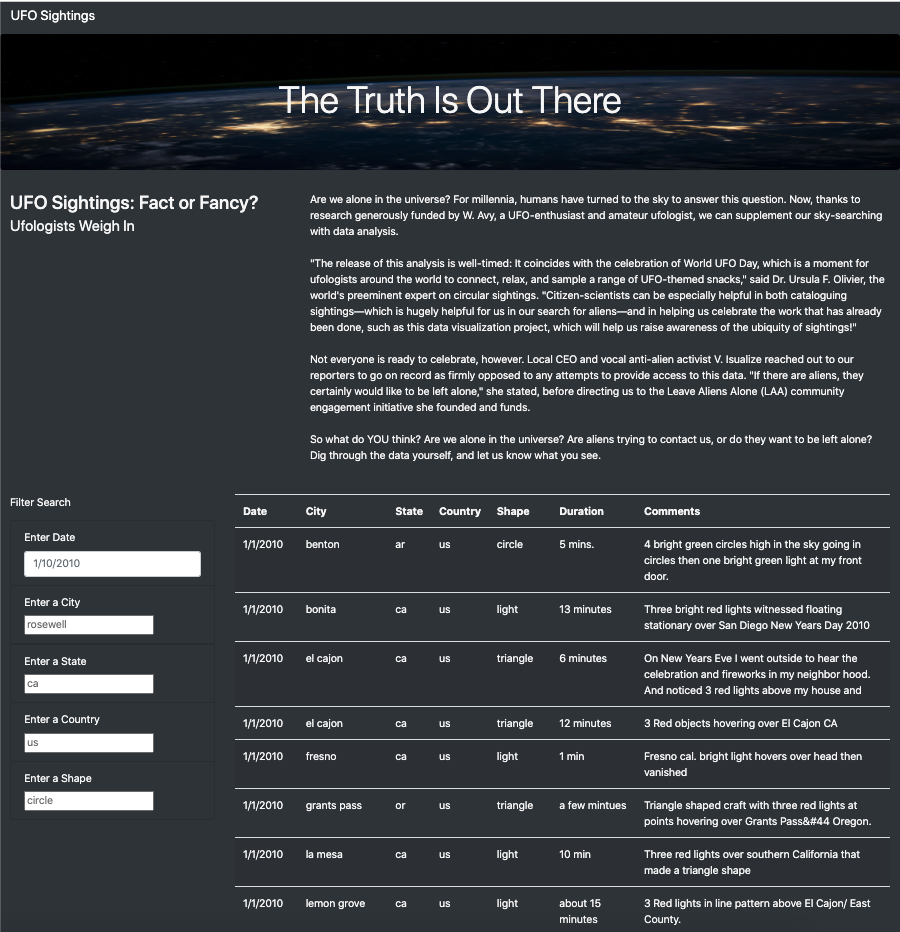 UFO Sightings
The Truth Is Out There
UFO Sightings: Fact or Fancy?
Ufologists Weigh In
Are we alone in the universe? For millennia, humans have turned to the sky to answer this question. Now, thanks to
research generously funded by W. Avy, a UFO-enthusiast and amateur ufologist, we can supplement our sky-searching
with data analysis.
"The release of this analysis is well-timed: It coincides with the celebration of World UFO Day, which is a moment for
ufologists around the world to connect, relax, and sample a range of UFO-themed snacks," said Dr. Ursula F. Olivier, the
world's preeminent expert on circular sightings. "Citizen-scientists can be especially helpful in both cataloguing
sightings—which is hugely helpful for us in our search for aliens—and in helping us celebrate the work that has already
been done, such as this data visualization project, which will help us raise awareness of the ubiquity of sightings!"
Not everyone is ready to celebrate, however. Local CEO and vocal anti-alien activist V. Isualize reached out to our
reporters to go on record as firmly opposed to any attempts to provide access to this data. "If there are aliens, they
certainly would like to be left alone," she stated, before directing us to the Leave Aliens Alone (LAA) community
engagement initiative she founded and funds.
So what do YOU think? Are we alone in the universe? Are aliens trying to contact us, or do they want to be left alone?
Dig through the data yourself, and let us know what you see.
Filter Search
Enter Date
1/10/2010
Enter a City
rosewell
Enter a State
ca
Enter a Country
us
Enter a Shape
circle
Date City State Country Shape Duration Comments
1/1/2010 benton ar us circle 5 mins. 4 bright green circles high in the sky going in
circles then one bright green light at my front
door.
1/1/2010 bonita ca us light 13 minutes Three bright red lights witnessed floating
stationary over San Diego New Years Day 2010
1/1/2010 el cajon ca us triangle 6 minutes On New Years Eve I went outside to hear the
celebration and fireworks in my neighbor hood.
And noticed 3 red lights above my house and
1/1/2010 el cajon ca us triangle 12 minutes 3 Red objects hovering over El Cajon CA
1/1/2010 fresno ca us light 1 min Fresno cal. bright light hovers over head then
vanished
1/1/2010 grants pass or us triangle a few mintues Triangle shaped craft with three red lights at
points hovering over Grants Pass&#44 Oregon.
1/1/2010 la mesa ca us light 10 min Three red lights over southern California that
made a triangle shape
1/1/2010 lemon grove ca us light about 15 3 Red lights in line pattern above El Cajon/ East
minutes County.